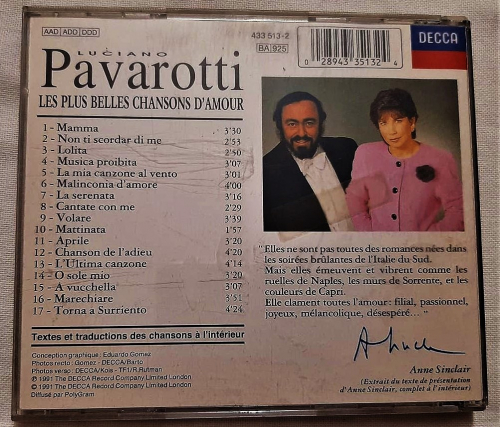 AAD ADD DDD
433 513-2
BA 925
DECCA
0 28943 35132 4
LUCIANO
Pavarotti
LES PLUS BELLES CHANSONS D'AMOUR
1 - Mamma 3'30
2 - Non ti scordar di me 2'53
3 - Lolita 2'50
4 - Musica proibita 3'07
5 - La mia canzone al vento 3'01
6 - Malinconia d'amore 4'00
7 - La serenata 3'16
8 - Cantate con me 2'29
9 - Volare 3'39
10 - Mattinata 1'57
11 - Aprile 3'20
12 - Chanson de l'adieu 4'20
13 - L'Ultima canzone 4'14
14 - O sole mio 3'20
15 - A vucchella 3'07
16 - Marechiare 3'51
17 - Torna a Surriento 4'24
Textes et traductions des chansons à l'intérieur
Conception graphique : Eduardo Gomez
Photos recto : Gomez - DECCA/Barto
Photos verso : DECCA/Kola - TF1/R.Rutman
℗ 1991 The DECCA Record Company Limited London
© 1991 The DECCA Record Company Limited London
Diffusé par PolyGram
"Elles ne sont pas toutes des romances nées dans
les soirées brûlantes de l'Italie du Sud.
Mais elles émeuvent et vibrent comme les
ruelles de Naples, les murs de Sorrente, et les
couleurs de Capri.
Elle clament toutes l'amour: filial, passionnel,
joyeux, mélancolique, désespéré... "
Anne Sinclair
(Extrait du texte de présentation
d'Anne Sinclair, complet à l'intérieur)